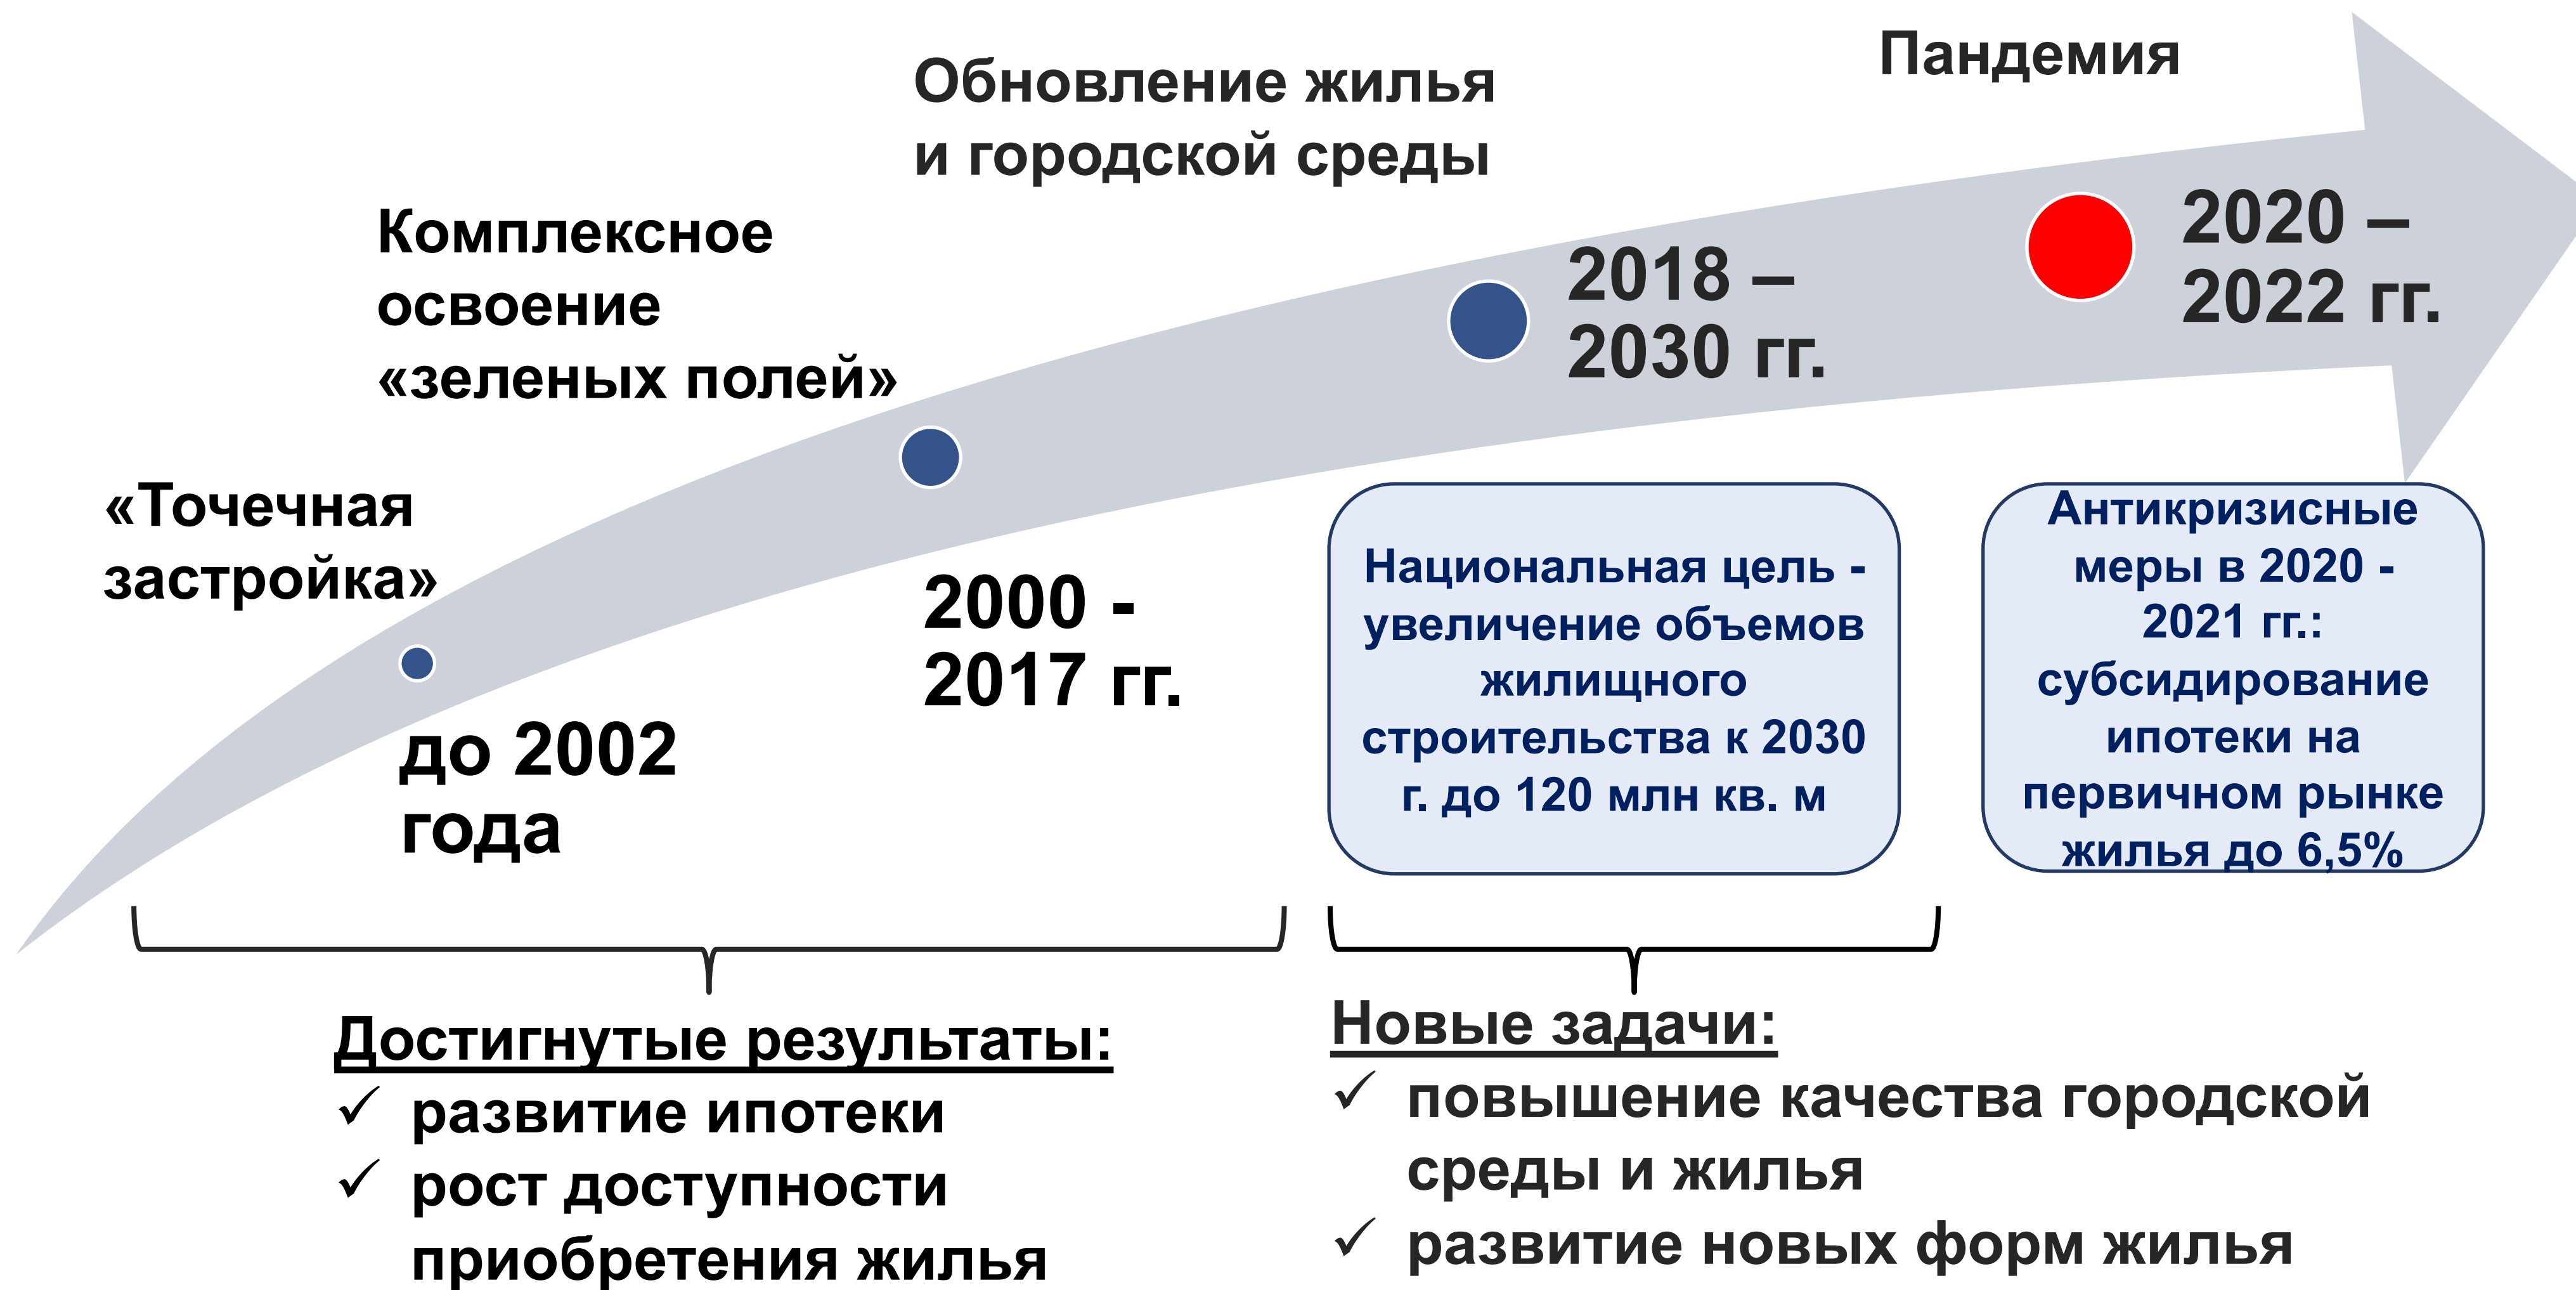 Пандемия
Обновление жилья
и городской среды
2020 –
2022 гг.
Комплексное
освоение
«зеленых полей»
2018 –
2030 гг.
«Точечная
застройка»
2000 -
2017 гг.
до 2002
года
Национальная цель -
увеличение объемов
жилищного
строительства к 2030
г. до 120 млн кв. м
Антикризисные
меры в 2020 -
2021 гг.:
субсидирование
ипотеки на
первичном рынке
жилья до 6,5%
Достигнутые результаты:
✓ развитие ипотеки
✓ рост доступности
приобретения жилья
Новые задачи:
✓ повышение качества городской
среды и жилья
✓ развитие новых форм жилья